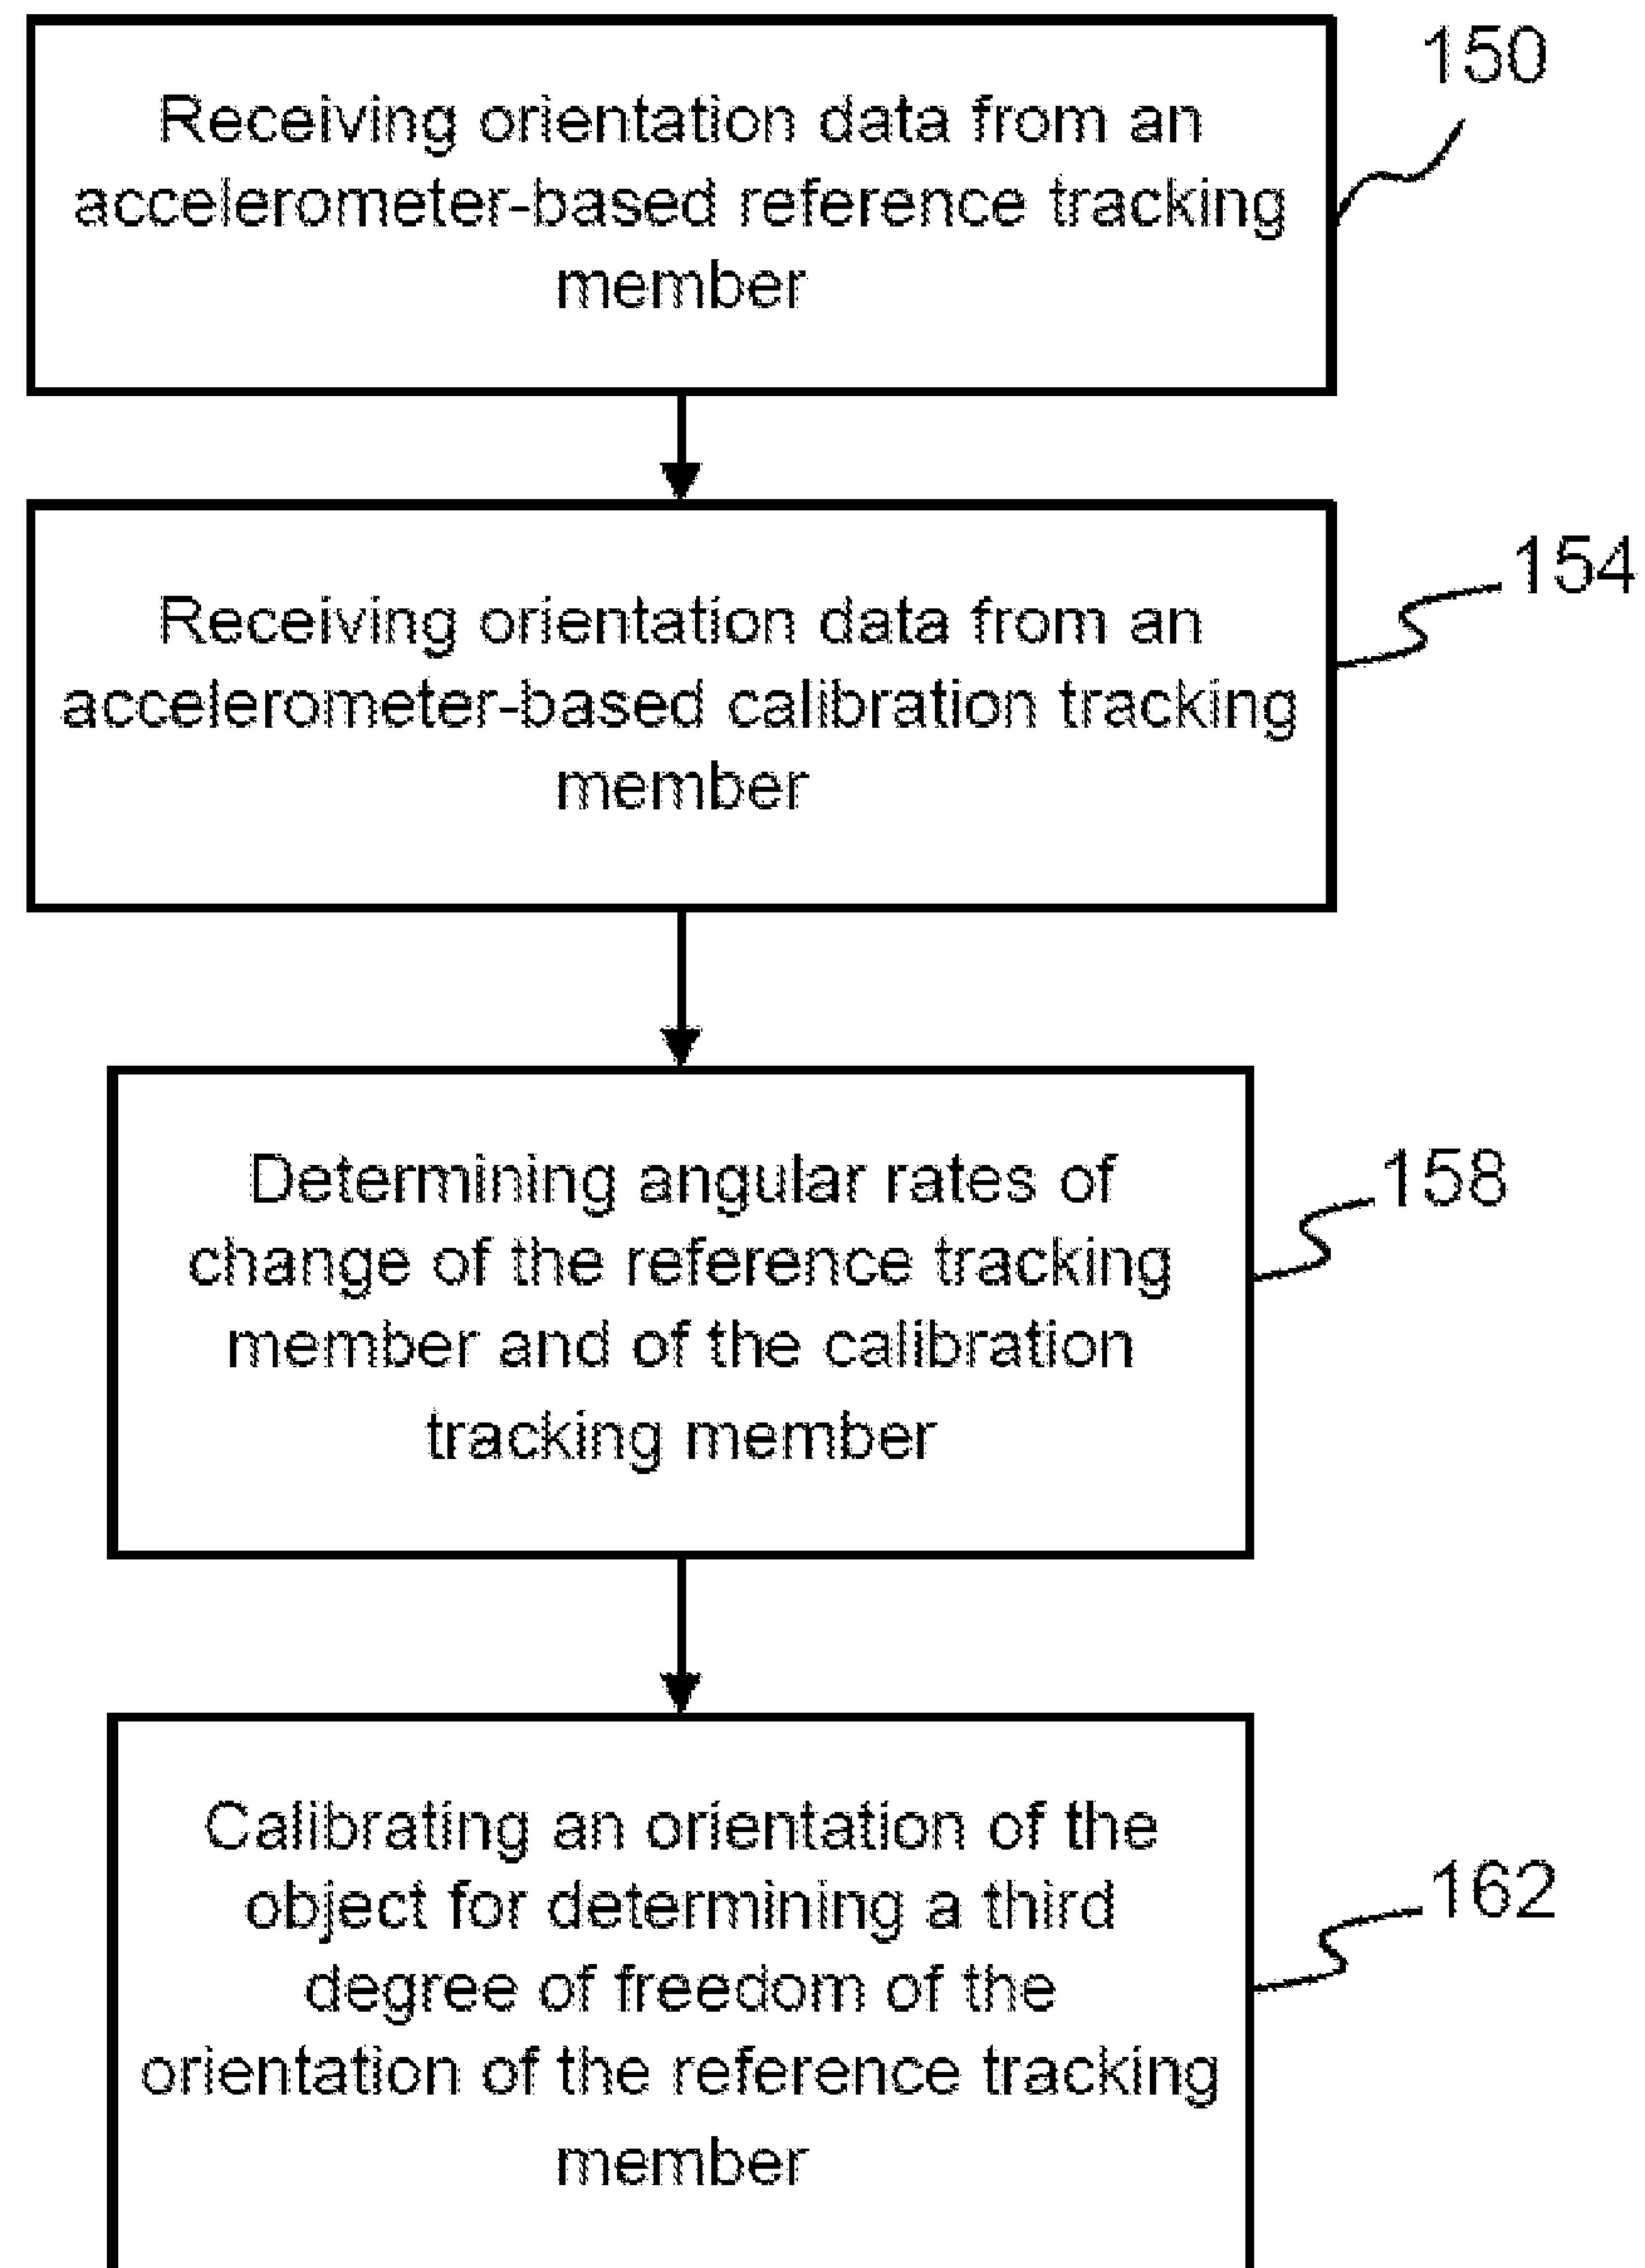 150
Receiving orientation data from an
accelerometer-based reference tracking
member
154
Receiving orientation data from an
accelerometer-based calibration tracking
member
158
Determining angular rates of
change of the reference tracking
member and of the calibration
tracking member
162
Calibrating an orientation of the
object for determining a third
degree of freedom of the
orientation of the reference tracking
member